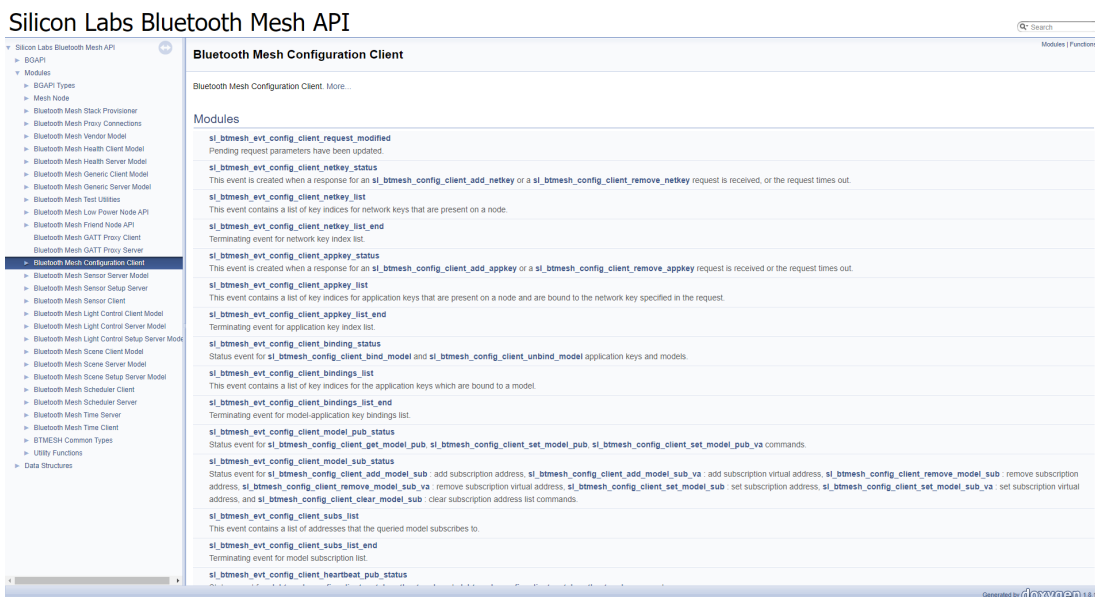 Silicon Labs Bluetooth Mesh API
Search
Silicon Labs Bluetooth Mesh API
BGAPI
Modules
BGAPI Types
Mesh Node
Bluetooth Mesh Stack Provisioner
Bluetooth Mesh Proxy Connections
Bluetooth Mesh Vendor Model
Bluetooth Mesh Health Client Model
Bluetooth Mesh Health Server Model
Bluetooth Mesh Generic Client Model
Bluetooth Mesh Generic Server Model
Bluetooth Mesh Test Utilities
Bluetooth Mesh Low Power Node API
Bluetooth Mesh Friend Node API
Bluetooth Mesh GATT Proxy Client
Bluetooth Mesh GATT Proxy Server
Bluetooth Mesh Configuration Client
Bluetooth Mesh Sensor Server Model
Bluetooth Mesh Sensor Setup Server
Bluetooth Mesh Sensor Client
Bluetooth Mesh Light Control Client Model
Bluetooth Mesh Light Control Server Model
Bluetooth Mesh Light Control Setup Server Mode
Bluetooth Mesh Scene Client Model
Bluetooth Mesh Scene Server Model
Bluetooth Mesh Scene Setup Server Model
Bluetooth Mesh Scheduler Client
Bluetooth Mesh Scheduler Server
Bluetooth Mesh Time Server
Bluetooth Mesh Time Client
BTMESH Common Types
Utility Functions
Data Structures
Modules | Functions
Bluetooth Mesh Configuration Client
Bluetooth Mesh Configuration Client. More...
Modules
sl_btmesh_evt_config_client_request_modified
Pending request parameters have been updated.
sl_btmesh_evt_config_client_netkey_status
This event is created when a response for an sl_btmesh_config_client_add_netkey or a sl_btmesh_config_client_remove_netkey request is received, or the request times out.
sl_btmesh_evt_config_client_netkey_list
This event contains a list of key indices for network keys that are present on a node.
sl_btmesh_evt_config_client_netkey_list_end
Terminating event for network key index list.
sl_btmesh_evt_config_client_appkey_status
This event is created when a response for an sl_btmesh_config_client_add_appkey or a sl_btmesh_config_client_remove_appkey request is received or the request times out.
sl_btmesh_evt_config_client_appkey_list
This event contains a list of key indices for application keys that are present on a node and are bound to the network key specified in the request.
sl_btmesh_evt_config_client_appkey_list_end
Terminating event for application key index list.
sl_btmesh_evt_config_client_binding_status
Status event for sl_btmesh_config_client_bind_model and sl_btmesh_config_client_unbind_model application keys and models.
sl_btmesh_evt_config_client_bindings_list
This event contains a list of key indices for the application keys which are bound to a model.
sl_btmesh_evt_config_client_bindings_list_end
Terminating event for model-application key bindings list.
sl_btmesh_evt_config_client_model_pub_status
Status event for sl_btmesh_config_client_get_model_pub, sl_btmesh_config_client_set_model_pub, sl_btmesh_config_client_set_model_pub_va commands.
sl_btmesh_evt_config_client_model_sub_status
Status event for sl_btmesh_config_client_add_model_sub : add subscription address, sl_btmesh_config_client_add_model_sub_va : add subscription virtual address, sl_btmesh_config_client_remove_model_sub : remove subscription
address, sl_btmesh_config_client_remove_model_sub_va : remove subscription virtual address, sl_btmesh_config_client_set_model_sub : set subscription address, sl_btmesh_config_client_set_model_sub_va : set subscription virtual
address, and sl_btmesh_config_client_clear_model_sub : clear subscription address list commands.
sl_btmesh_evt_config_client_subs_list
This event contains a list of addresses that the queried model subscribes to.
sl_btmesh_evt_config_client_subs_list_end
Terminating event for model subscription list.
sl_btmesh_evt_config_client_heartbeat_pub_status
Generated by doxygen 1.8.